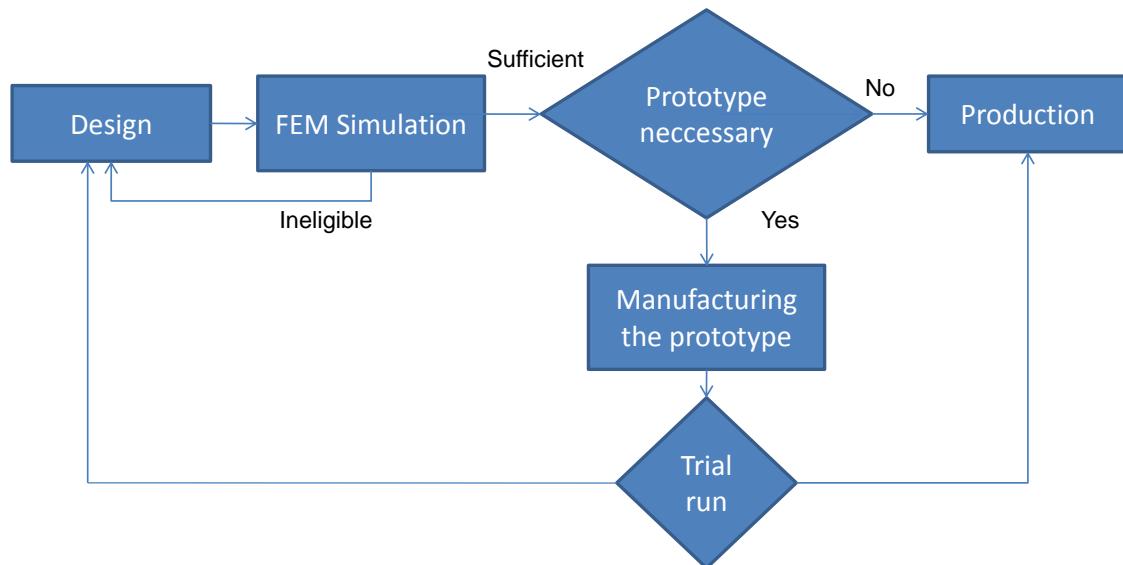 Design
FEM Simulation
Sufficient
Ineligible
Prototype
neccessary
No
Production
Yes
Manufacturing
the prototype
Trial
run